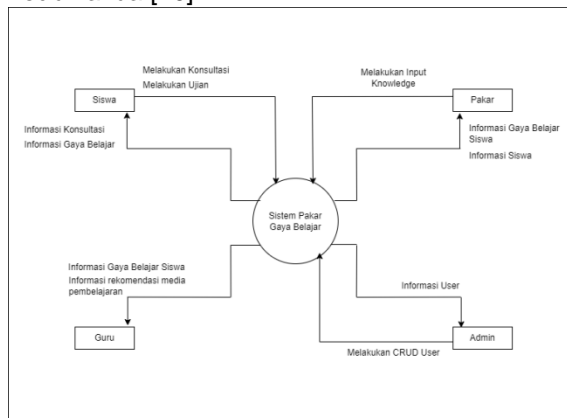 Melakukan Konsultasi
Melakukan Ujian
Siswa
Informasi Konsultasi
Informasi Gaya Belajar
Melakukan Input
Knowledge
Pakar
Informasi Gaya Belajar
Siswa
Informasi Siswa
Sistem Pakar
Gaya Belajar
Informasi Gaya Belajar Siswa
Informasi rekomendasi media
pembelajaran
Guru
Informasi User
Admin
Melakukan CRUD User